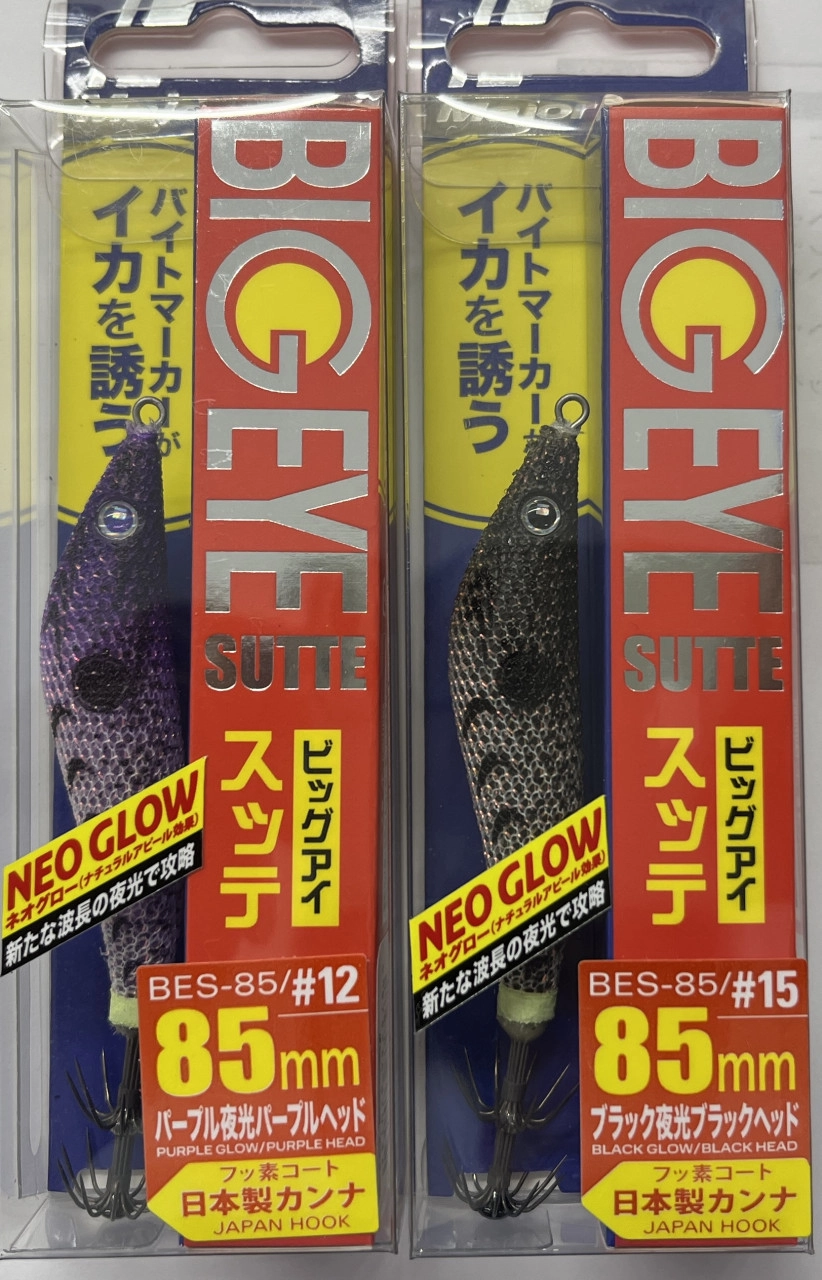 バイトマーカーが
イカを誘う
BIG EYE
SUTTE
ビッグアイ
スッテ
NEO GLOW
ネオグロー(ナチュラルアピール効果)
新たな波長の夜光で攻略
BES-85/#12
85mm
パープル夜光パープルヘッド
PURPLE GLOW/PURPLE HEAD
フッ素コート
日本製カンナ
JAPAN HOOK
Major
バイトマーカー
イカを誘う
BIG EYE
SUTTE
ビッグアイ
スッテ
NEO GLOW
ネオグロー(ナチュラルアピール効果)
新たな波長の夜光で攻略
BES-85/#15
85mm
ブラック夜光ブラックヘッド
BLACK GLOW/BLACK HEAD
フッ素コート
日本製カンナ
JAPAN HOOK